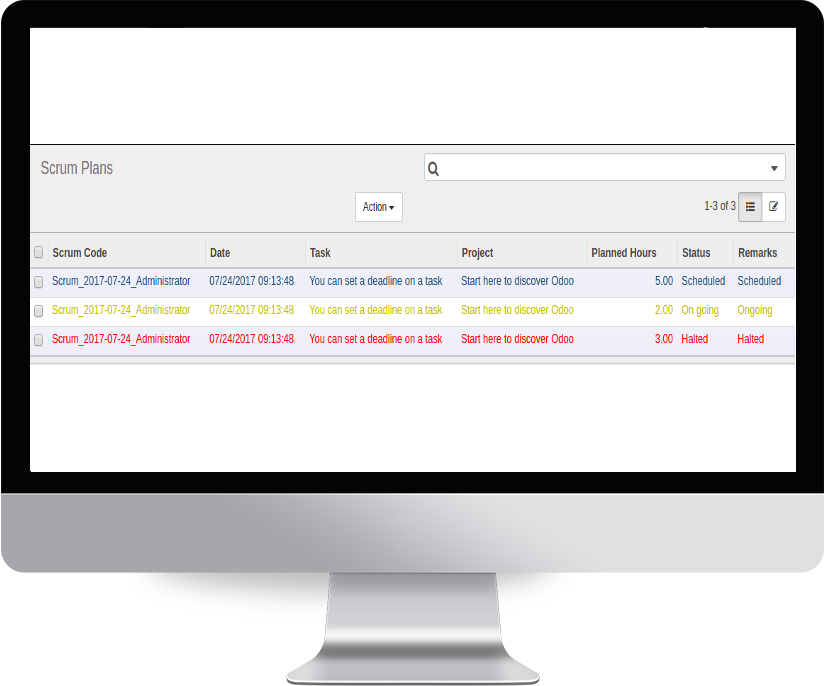 Scrum Plans
Action
1-3 of 3
Scrum Code Date Task Project Planned Hours Status Remarks
Scrum_2017-07-24_Administrator 07/24/2017 09:13:48 You can set a deadline on a task Start here to discover Odoo 5.00 Scheduled Scheduled
Scrum_2017-07-24_Administrator 07/24/2017 09:13:48 You can set a deadline on a task Start here to discover Odoo 2.00 On going Ongoing
Scrum_2017-07-24_Administrator 07/24/2017 09:13:48 You can set a deadline on a task Start here to discover Odoo 3.00 Halted Halted